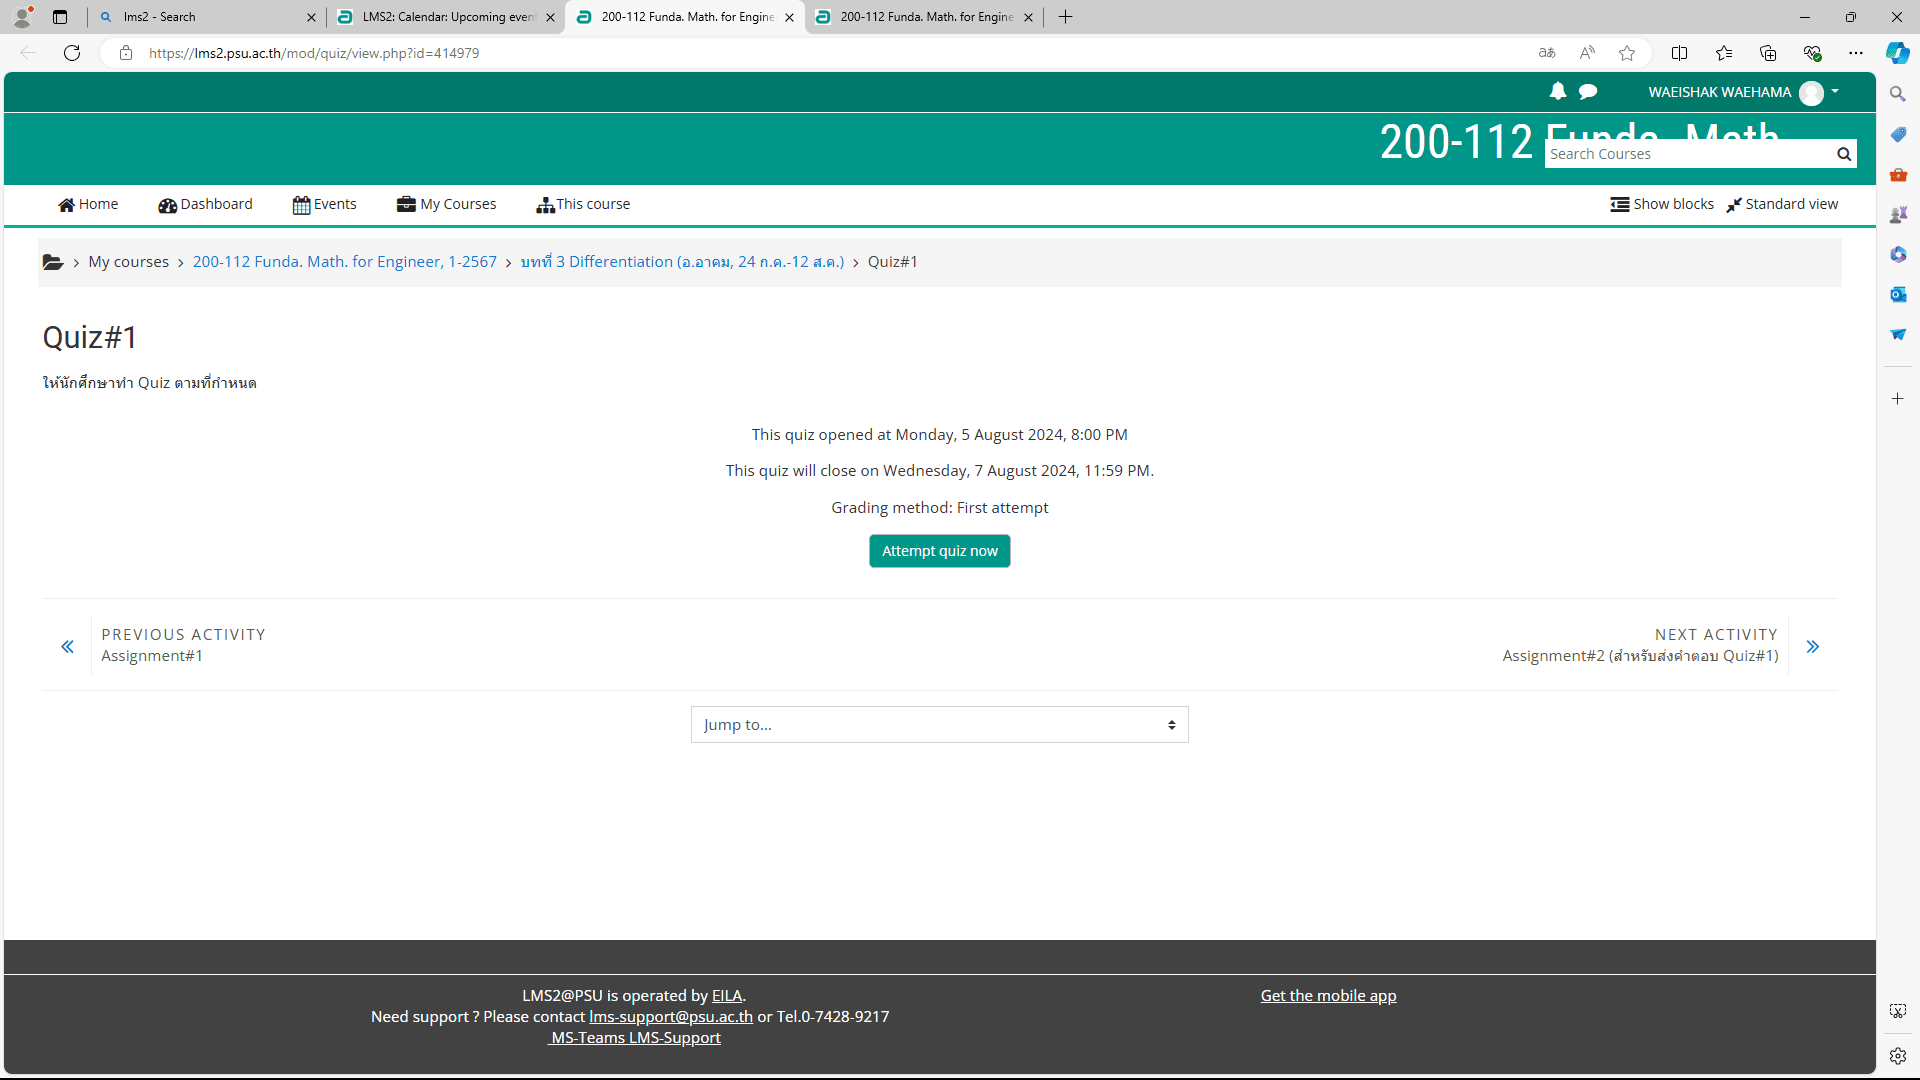 lms2 - Search
LMS2: Calendar: Upcoming event
200-112 Funda. Math. for Engine
200-112 Funda. Math. for Engine
https://lms2.psu.ac.th/mod/quiz/view.php?id=414979
WAEISHAK WAEHAMA
200-112 Funda. Math.
Search Courses
Home
Dashboard
Events
My Courses
This course
Show blocks
Standard view
My courses > 200-112 Funda. Math. for Engineer, 1-2567 > บทที่ 3 Differentiation (อ.อาคม, 24 ก.ค.-12 ส.ค.) > Quiz#1
Quiz#1
ให้นักศึกษาทำ Quiz ตามที่กำหนด
This quiz opened at Monday, 5 August 2024, 8:00 PM
This quiz will close on Wednesday, 7 August 2024, 11:59 PM.
Grading method: First attempt
Attempt quiz now
PREVIOUS ACTIVITY
Assignment#1
NEXT ACTIVITY
Assignment#2 (สำหรับส่งคำตอบ Quiz#1)
Jump to...
LMS2@PSU is operated by EILA.
Need support ? Please contact lms-support@psu.ac.th or Tel.0-7428-9217
MS-Teams LMS-Support
Get the mobile app